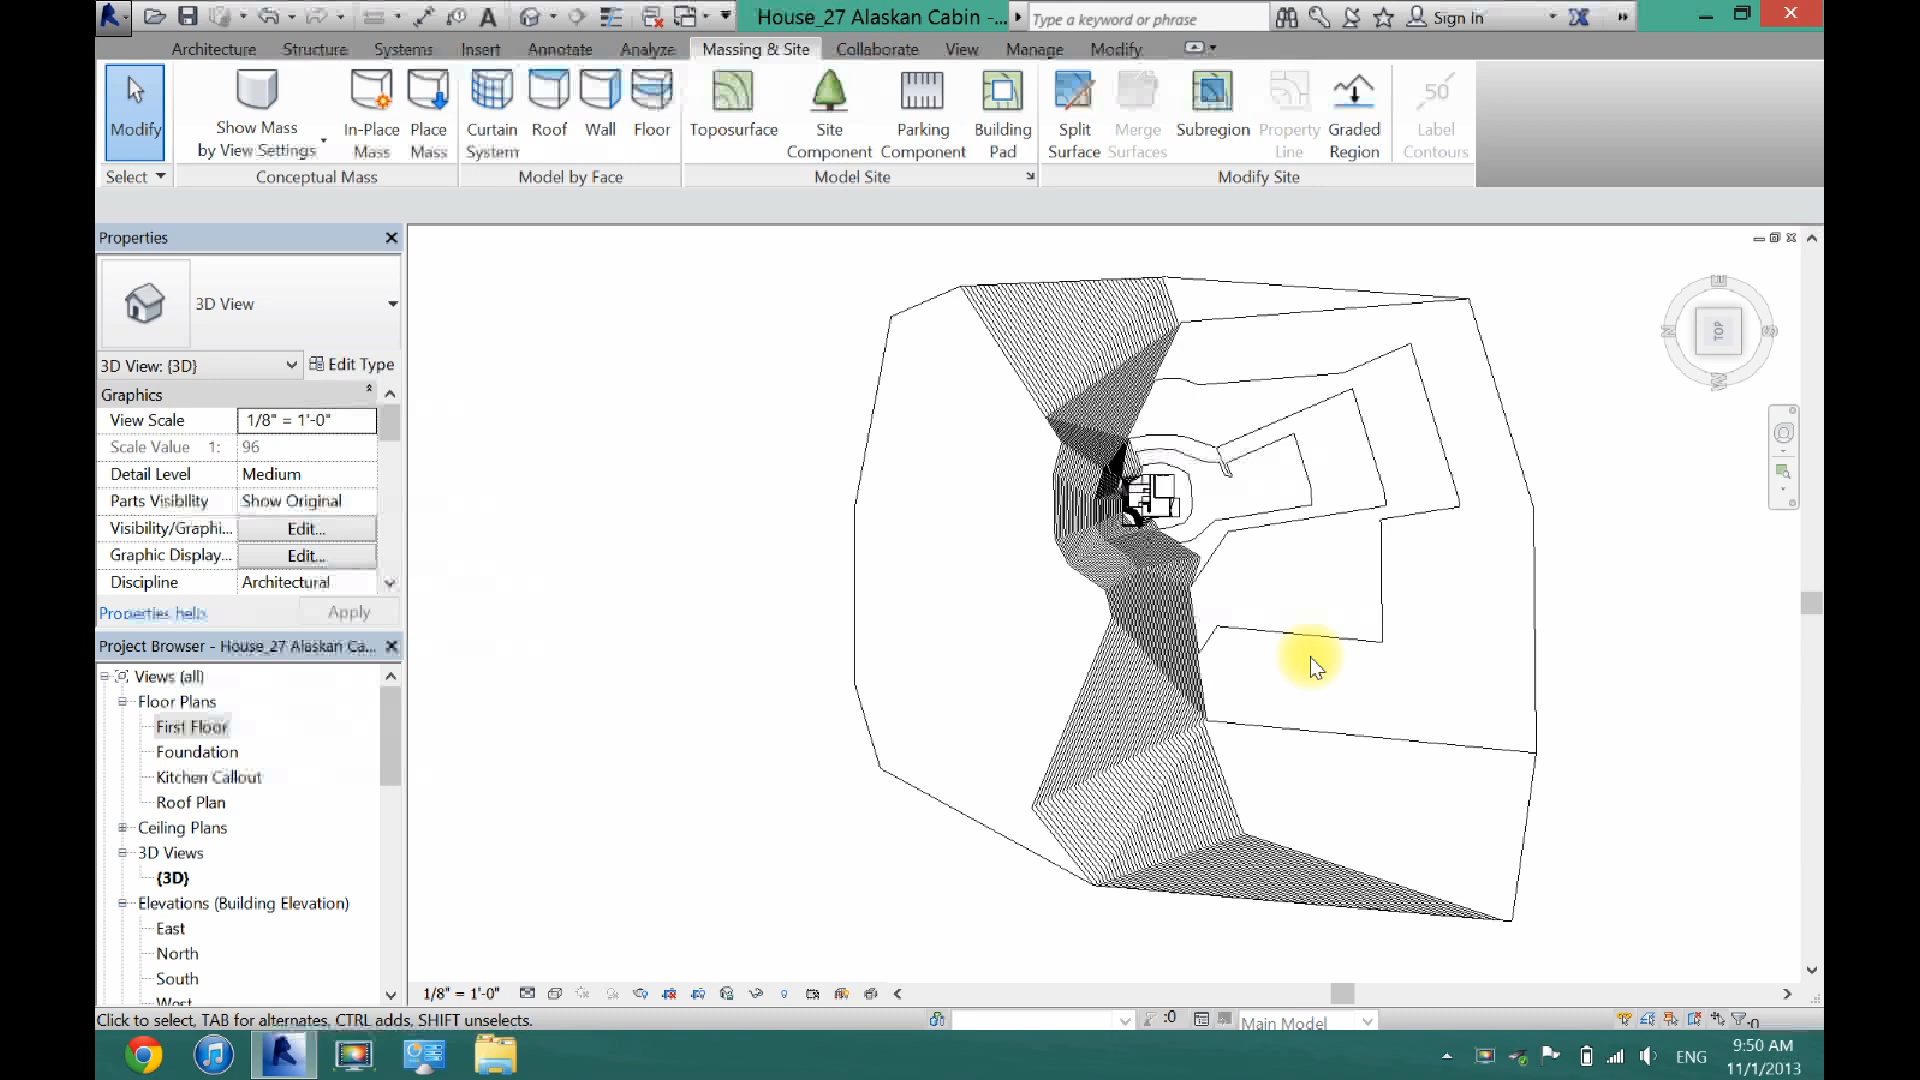 House_27 Alaskan Cabin -...
Type a keyword or phrase
Sign In
Architecture Structure Systems Insert Annotate Analyze Massing & Site Collaborate View Manage Modify
Modify
Show Mass
by View Settings
In-Place
Mass
Place
Mass
Curtain
System
Roof
Wall
Floor
Toposurface
Site
Component
Parking
Component
Building
Pad
Split
Surface
Merge
Surfaces
Subregion
Property
Line
Graded
Region
50
Label
Contours
Select
Conceptual Mass
Model by Face
Model Site
Modify Site
Properties
3D View
3D View: {3D}
Edit Type
Graphics
View Scale 1/8" = 1'-0"
Scale Value 1: 96
Detail Level Medium
Parts Visibility Show Original
Visibility/Graphi... Edit...
Graphic Display... Edit...
Discipline Architectural
Properties help
Apply
Project Browser - House_27 Alaskan Ca...
Views (all)
Floor Plans
First Floor
Foundation
Kitchen Callout
Roof Plan
Ceiling Plans
3D Views
{3D}
Elevations (Building Elevation)
East
North
South
West
TOP
N
S
W
1/8" = 1'-0"
Click to select, TAB for alternates, CTRL adds, SHIFT unselects.
:0
Main Model
:0
ENG
9:50 AM
11/1/2013